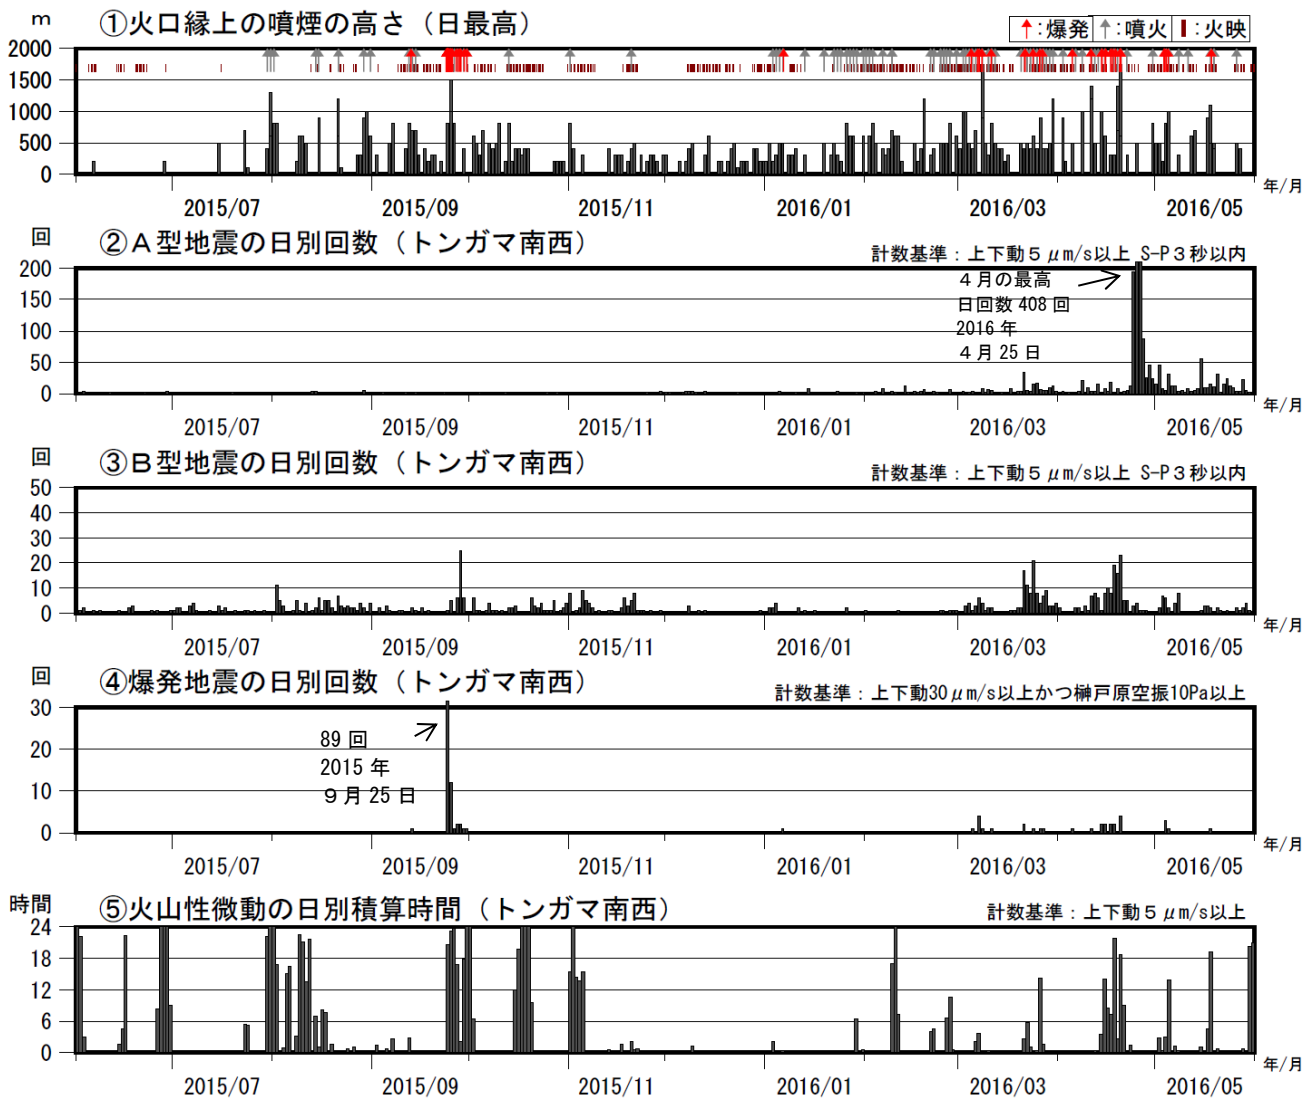 m
①火口縁上の噴煙の高さ（日最高）
↑:爆発 ↑:噴火 ▮:火映
2000
1500
1000
500
0
2015/07 2015/09 2015/11 2016/01 2016/03 2016/05
年/月
回
②Ａ型地震の日別回数（トンガマ南西）
計数基準：上下動５μm/s以上 S-P３秒以内
200
150
100
50
0
４月の最高
日回数 408 回
2016 年
４月 25 日
2015/07 2015/09 2015/11 2016/01 2016/03 2016/05
年/月
回
③Ｂ型地震の日別回数（トンガマ南西）
計数基準：上下動５μm/s以上 S-P３秒以内
50
40
30
20
10
0
2015/07 2015/09 2015/11 2016/01 2016/03 2016/05
年/月
回
④爆発地震の日別回数（トンガマ南西）
計数基準：上下動30μm/s以上かつ榊戸原空振10Pa以上
30
20
10
0
89 回
2015 年
９月 25 日
2015/07 2015/09 2015/11 2016/01 2016/03 2016/05
年/月
時間
⑤火山性微動の日別積算時間（トンガマ南西）
計数基準：上下動５μm/s以上
24
18
12
6
0
2015/07 2015/09 2015/11 2016/01 2016/03 2016/05
年/月